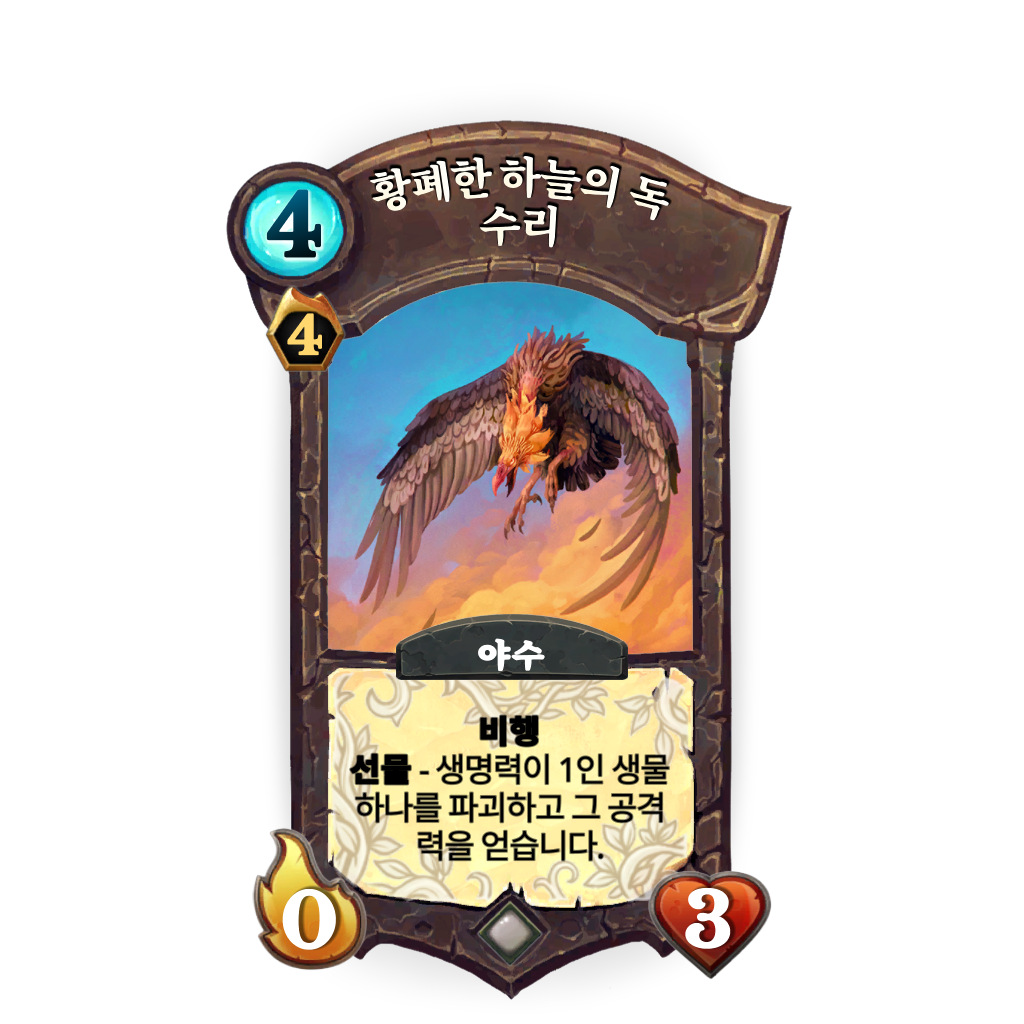 4
황폐한 하늘의 독
수리
4
야수
비행
선물 - 생명력이 1인 생물
하나를 파괴하고 그 공격
력을 얻습니다.
0
3